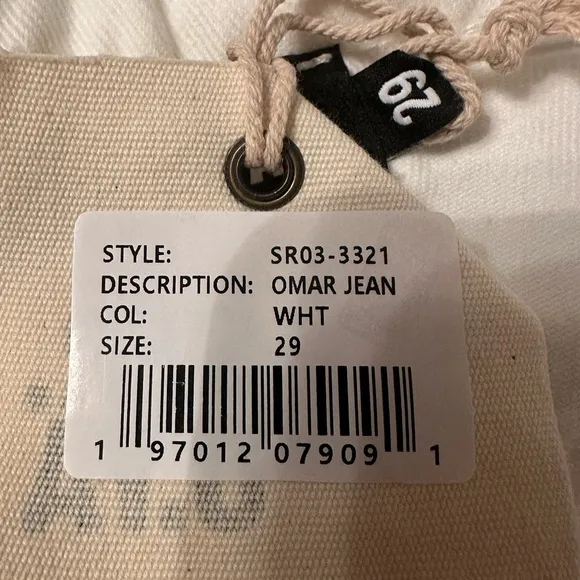 29
STYLE: SR03-3321
DESCRIPTION: OMAR JEAN
COL: WHT
SIZE: 29
1 97012 07909 1